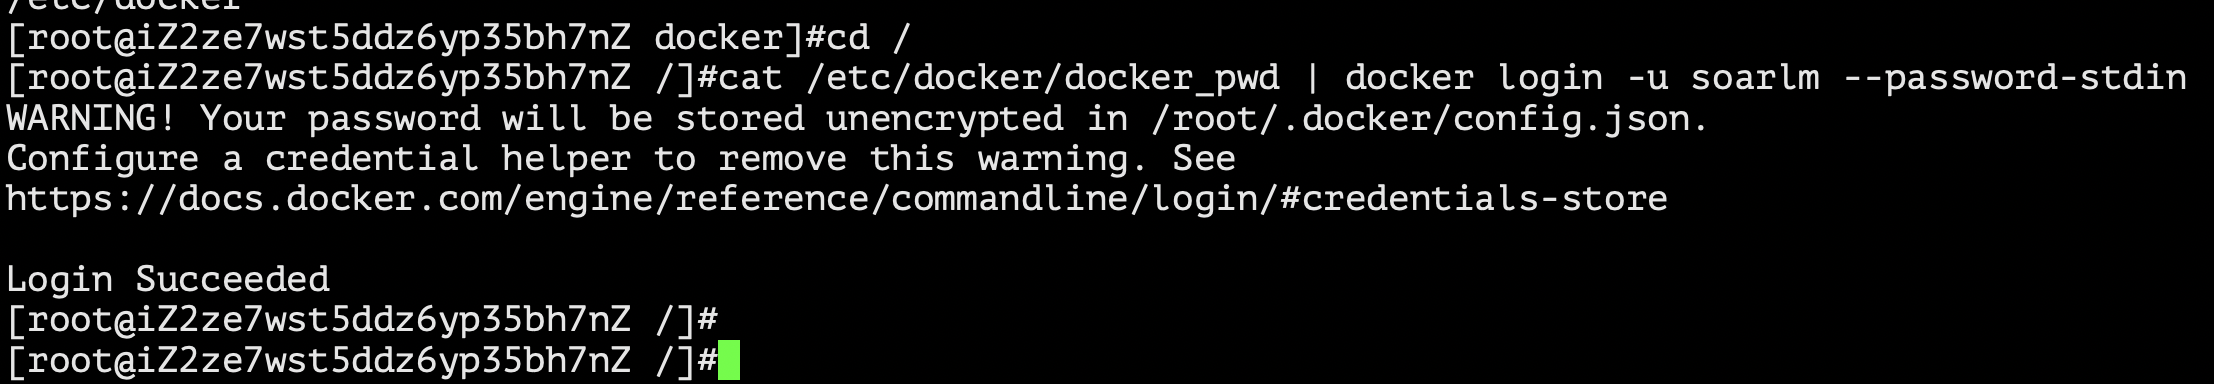 /etc/docker
[root@iZ2ze7wst5ddz6yp35bh7nZ docker]#cd /
[root@iZ2ze7wst5ddz6yp35bh7nZ /]#cat /etc/docker/docker_pwd | docker login -u soarlm --password-stdin
WARNING! Your password will be stored unencrypted in /root/.docker/config.json.
Configure a credential helper to remove this warning. See
https://docs.docker.com/engine/reference/commandline/login/#credentials-store
Login Succeeded
[root@iZ2ze7wst5ddz6yp35bh7nZ /]#
[root@iZ2ze7wst5ddz6yp35bh7nZ /]#